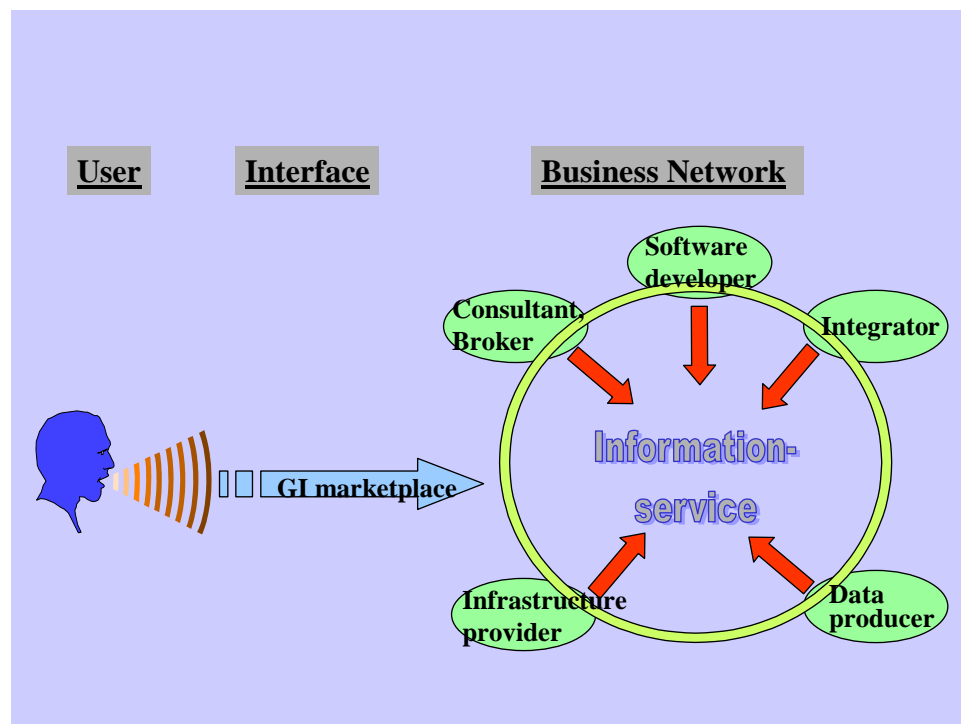 User
Interface
Business Network
Software
developer
Consultant,
Broker
Integrator
Information-
service
GI marketplace
Infrastructure
provider
Data
producer